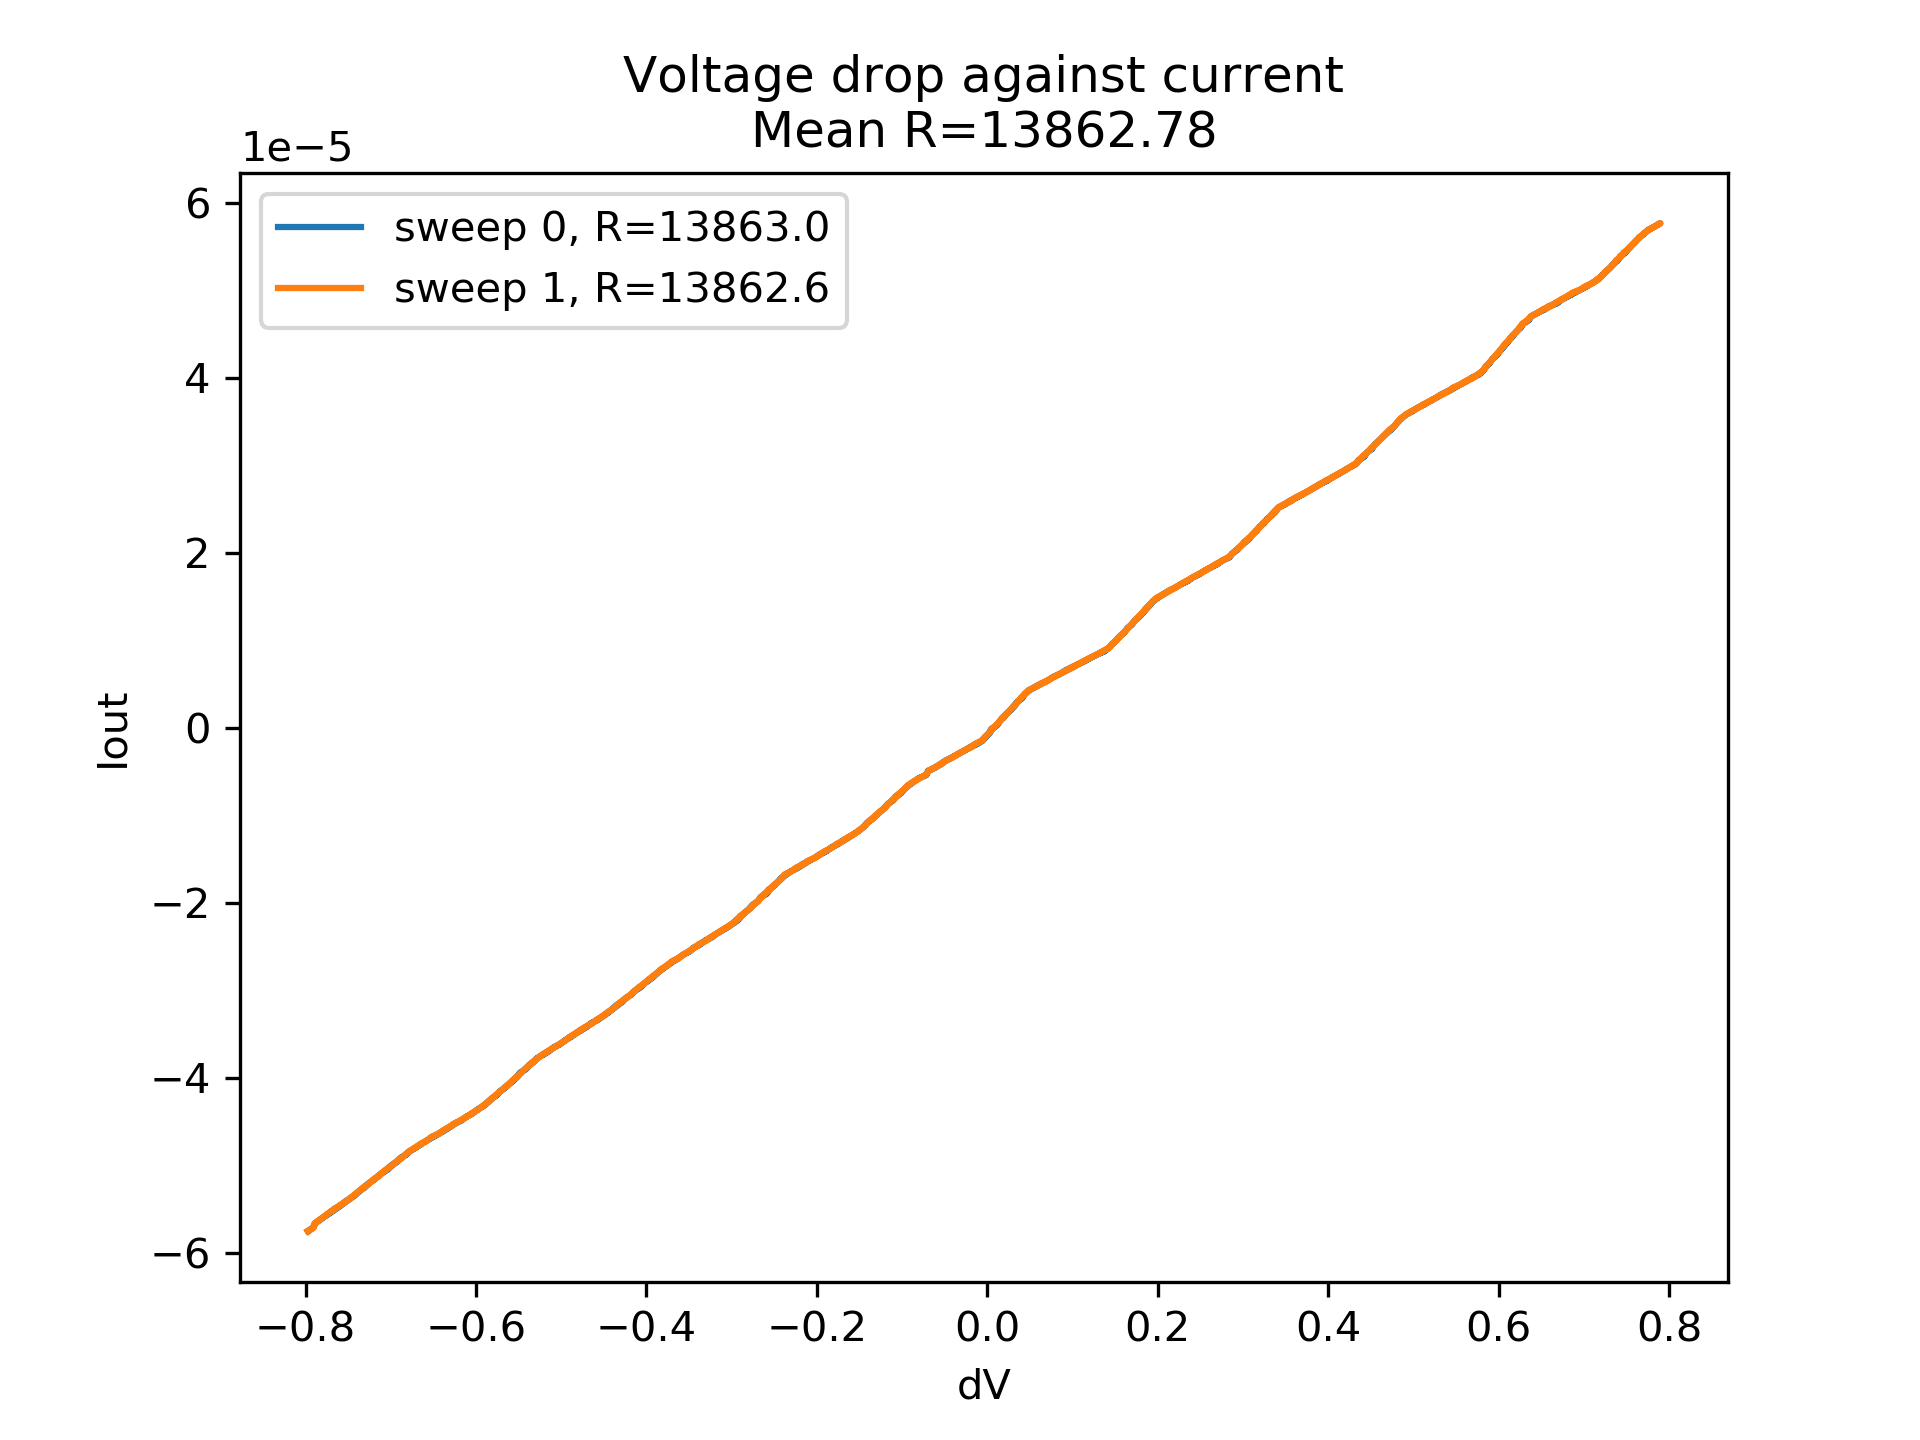 Voltage drop against current
Mean R=13862.78
1e−5
6
4
2
0
−2
−4
−6
sweep 0, R=13863.0
sweep 1, R=13862.6
Iout
−0.8 −0.6 −0.4 −0.2 0.0 0.2 0.4 0.6 0.8
dV